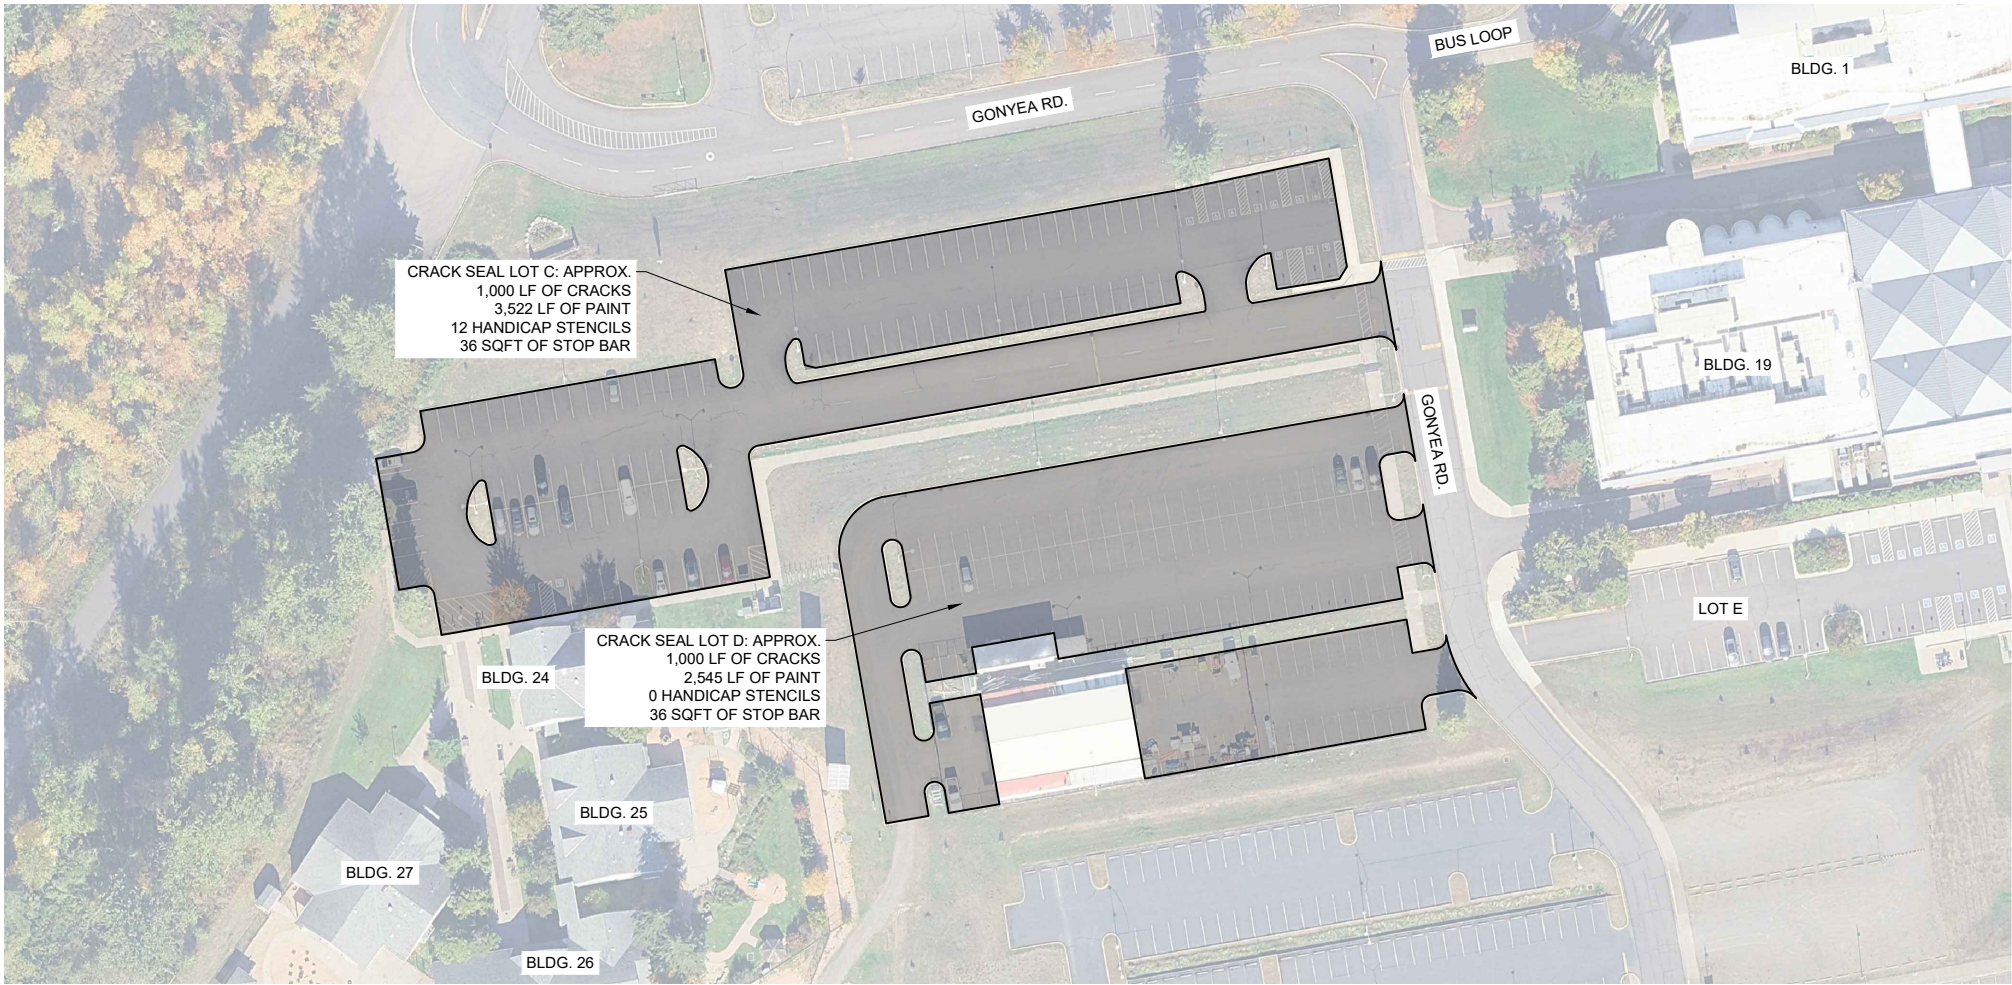 BUS LOOP
BLDG. 1
GONYEA RD.
CRACK SEAL LOT C: APPROX.
1,000 LF OF CRACKS
3,522 LF OF PAINT
12 HANDICAP STENCILS
36 SQFT OF STOP BAR
BLDG. 19
GONYEA RD.
LOT E
CRACK SEAL LOT D: APPROX.
1,000 LF OF CRACKS
2,545 LF OF PAINT
0 HANDICAP STENCILS
36 SQFT OF STOP BAR
BLDG. 24
BLDG. 25
BLDG. 27
BLDG. 26